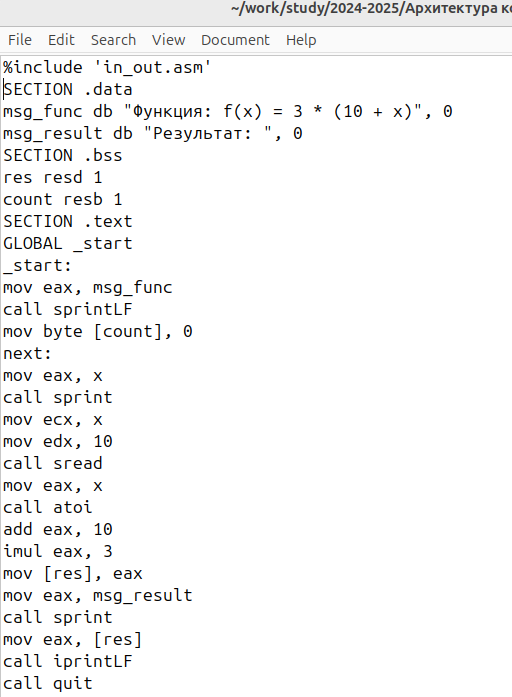 ~/work/study/2024-2025/Архитектура
File Edit Search View Document Help
%include 'in_out.asm'
SECTION .data
msg_func db "Функция: f(x) = 3 * (10 + x)", 0
msg_result db "Результат: ", 0
SECTION .bss
res resd 1
count resb 1
SECTION .text
GLOBAL _start
_start:
mov eax, msg_func
call sprintLF
mov byte [count], 0
next:
mov eax, x
call sprint
mov ecx, x
mov edx, 10
call sread
mov eax, x
call atoi
add eax, 10
imul eax, 3
mov [res], eax
mov eax, msg_result
call sprint
mov eax, [res]
call iprintLF
call quit